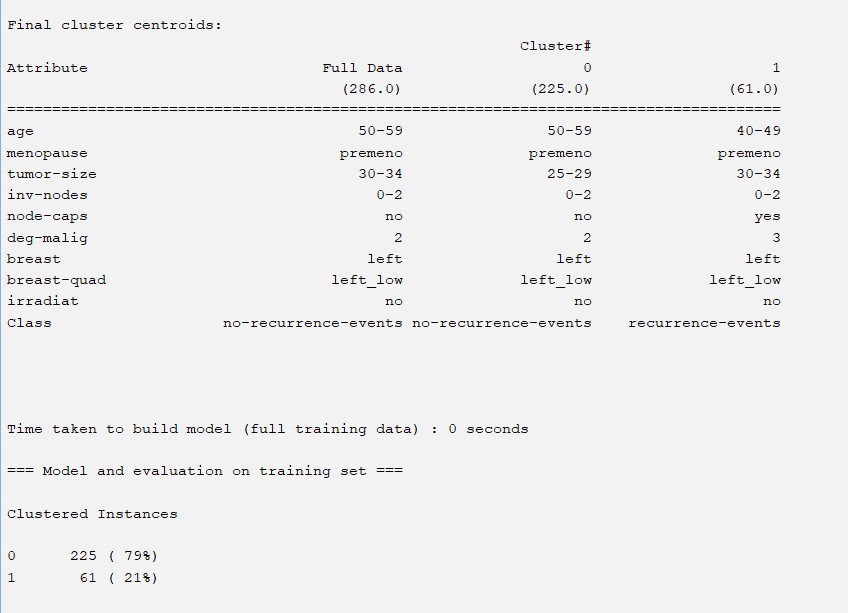 Final cluster centroids:
Cluster#
Attribute Full Data 0 1
(286.0) (225.0) (61.0)
========================================================================================
age 50-59 50-59 40-49
menopause premeno premeno premeno
tumor-size 30-34 25-29 30-34
inv-nodes 0-2 0-2 0-2
node-caps no no yes
deg-malig 2 2 3
breast left left left
breast-quad left_low left_low left_low
irradiat no no no
Class no-recurrence-events no-recurrence-events recurrence-events
Time taken to build model (full training data) : 0 seconds
=== Model and evaluation on training set ===
Clustered Instances
0 225 ( 79%)
1 61 ( 21%)